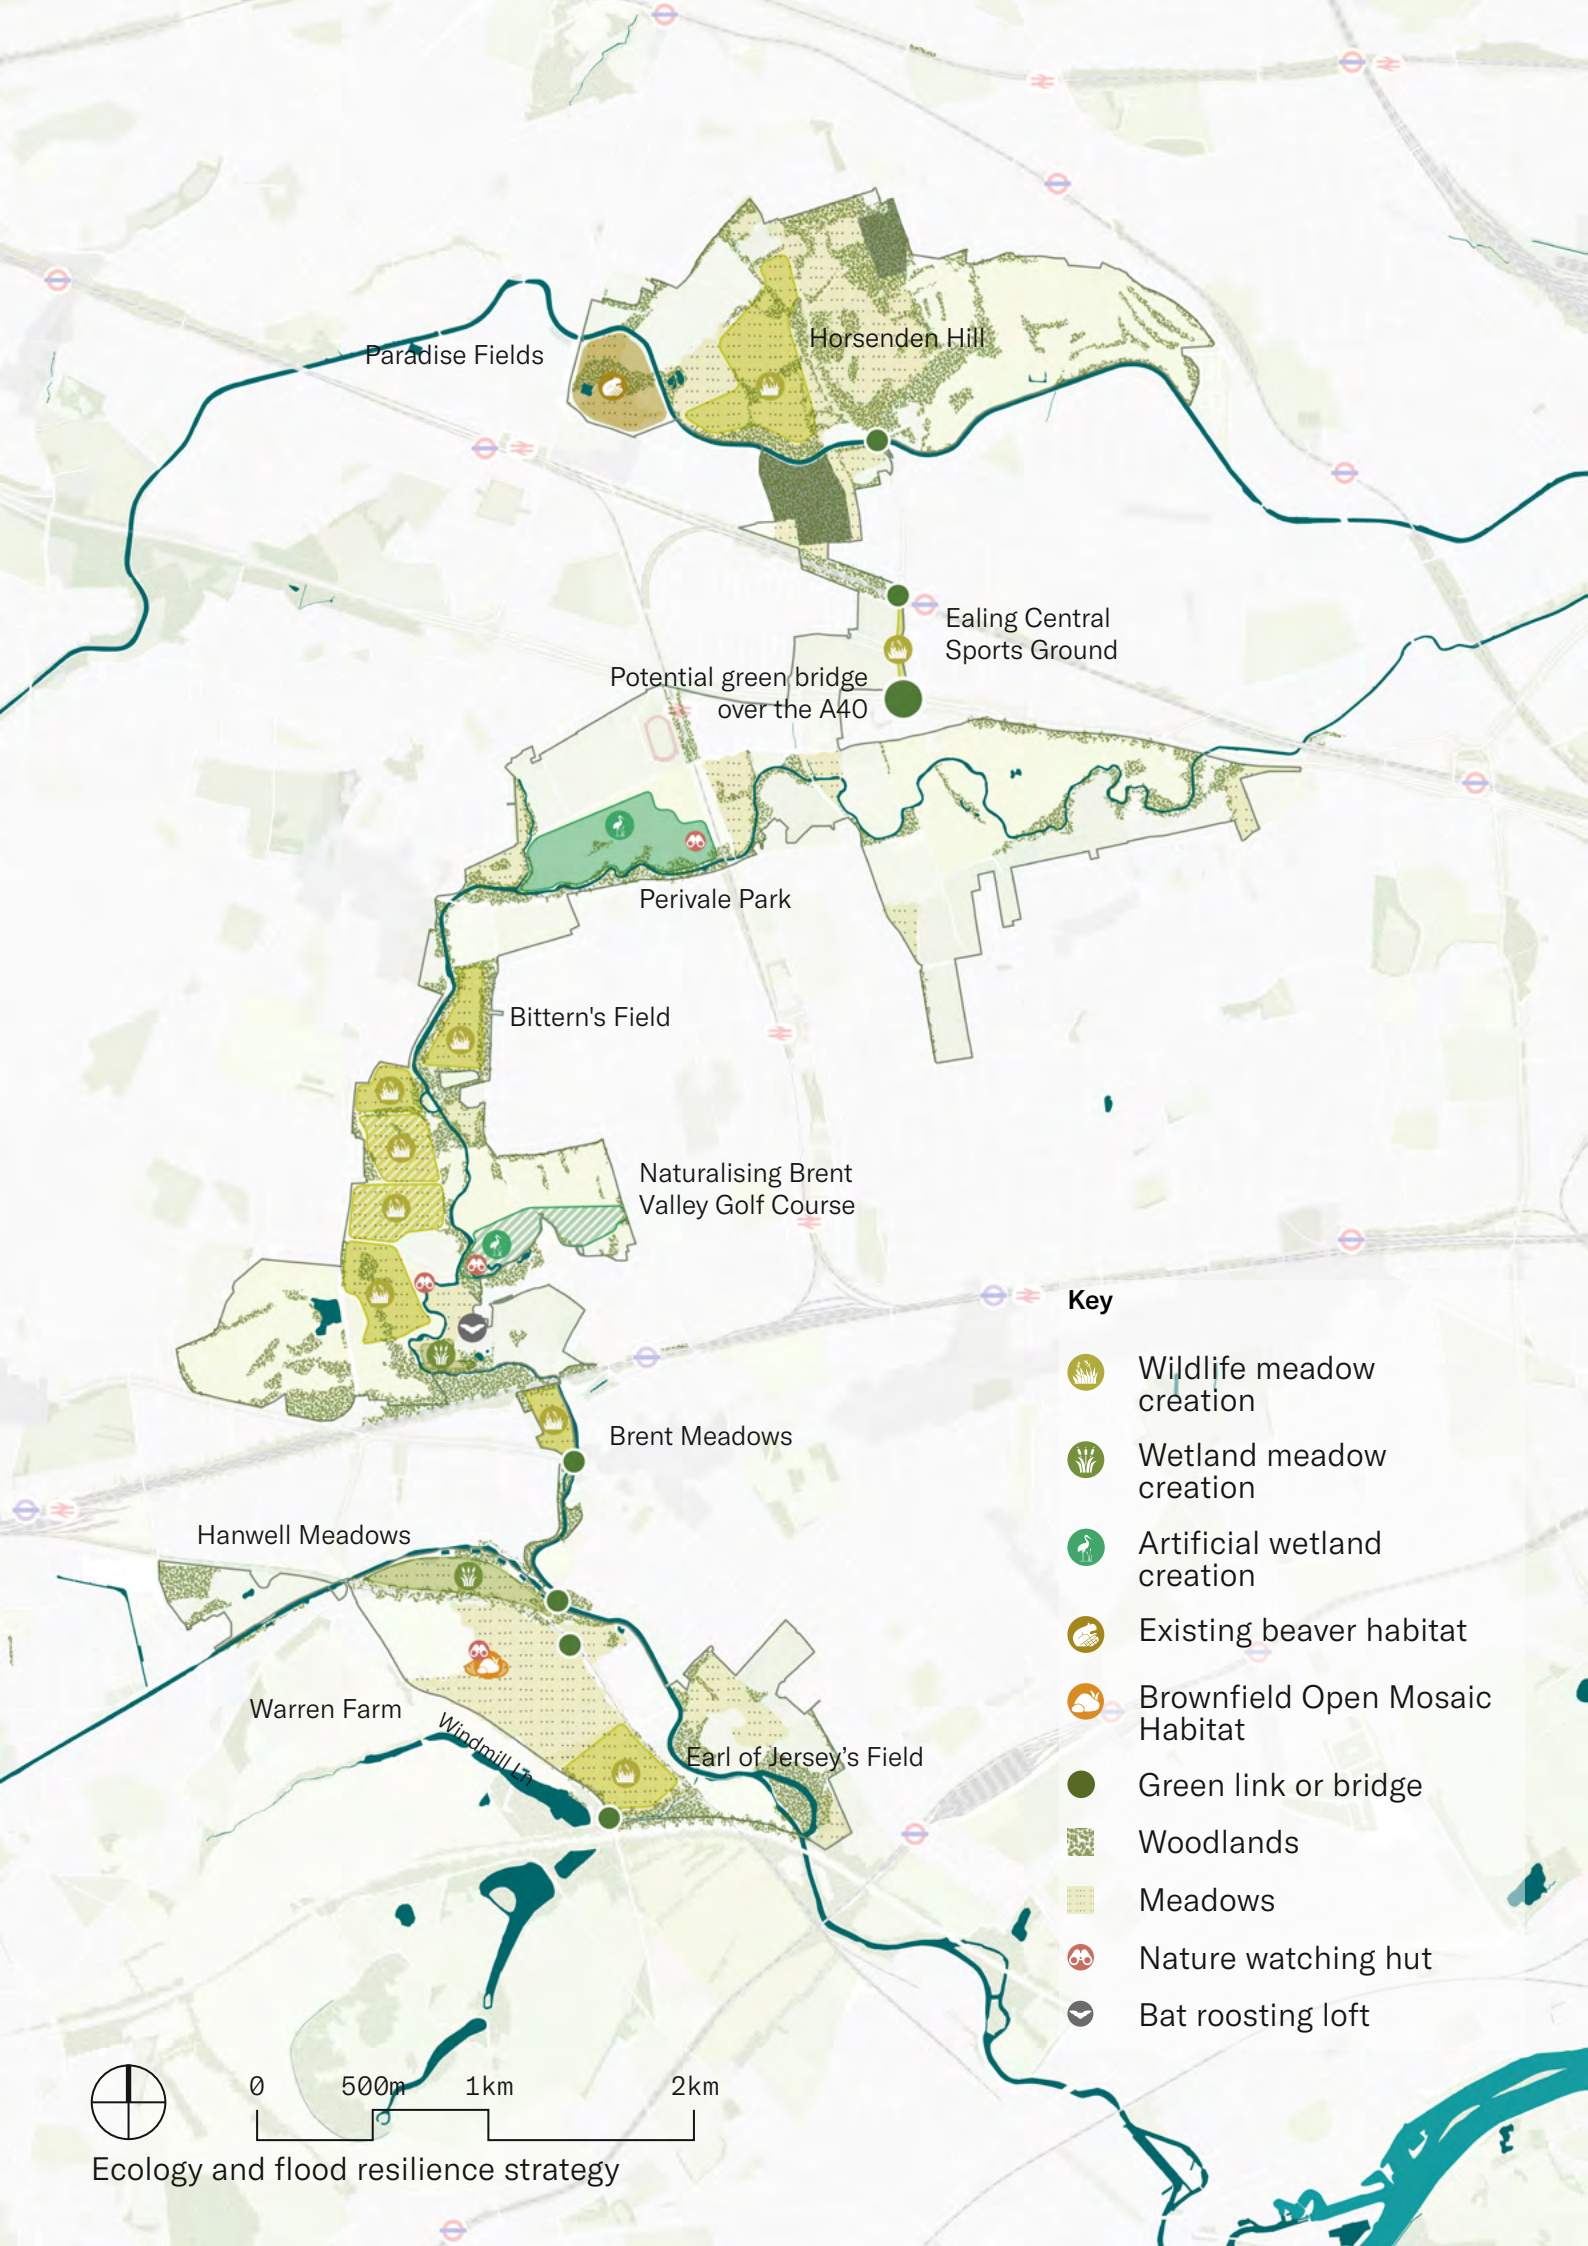 Paradise Fields
Horsenden Hill
Ealing Central
Sports Ground
Potential green bridge
over the A40
Perivale Park
Bittern's Field
Naturalising Brent
Valley Golf Course
Brent Meadows
Hanwell Meadows
Warren Farm
Windmill Ln
Earl of Jersey’s Field
Key
Wildlife meadow
creation
Wetland meadow
creation
Artificial wetland
creation
Existing beaver habitat
Brownfield Open Mosaic
Habitat
Green link or bridge
Woodlands
Meadows
Nature watching hut
Bat roosting loft
0 500m 1km 2km
Ecology and flood resilience strategy